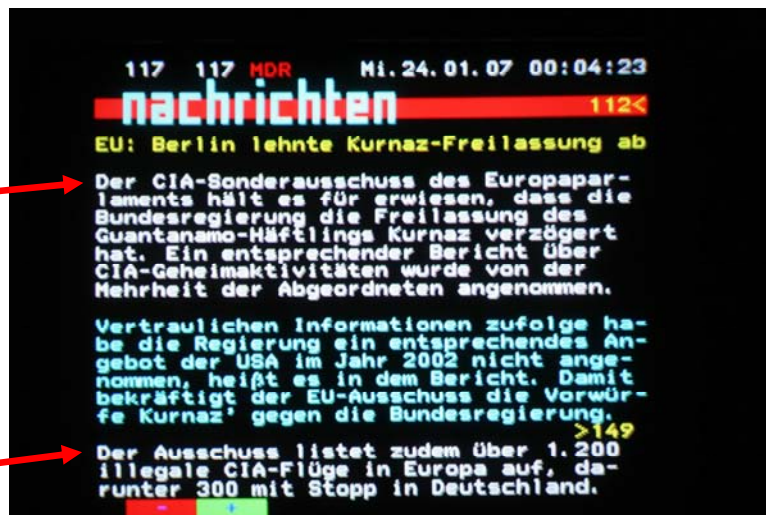 117 117 MDR Mi.24.01.07 00:04:23
nachrichten 112<
EU: Berlin lehnte Kurnaz-Freilassung ab
Der CIA-Sonderausschuss des Europapar-
laments hält es für erwiesen, dass die
Bundesregierung die Freilassung des
Guantanamo-Häftlings Kurnaz verzögert
hat. Ein entsprechender Bericht über
CIA-Geheimaktivitäten wurde von der
Mehrheit der Abgeordneten angenommen.
Vertraulichen Informationen zufolge ha-
be die Regierung ein entsprechendes An-
gebot der USA im Jahr 2002 nicht ange-
nommen, heißt es in dem Bericht. Damit
bekräftigt der EU-Ausschuss die Vorwür-
fe Kurnaz' gegen die Bundesregierung.
>149
Der Ausschuss listet zudem über 1.200
illegale CIA-Flüge in Europa auf, da-
runter 300 mit Stopp in Deutschland.
- +